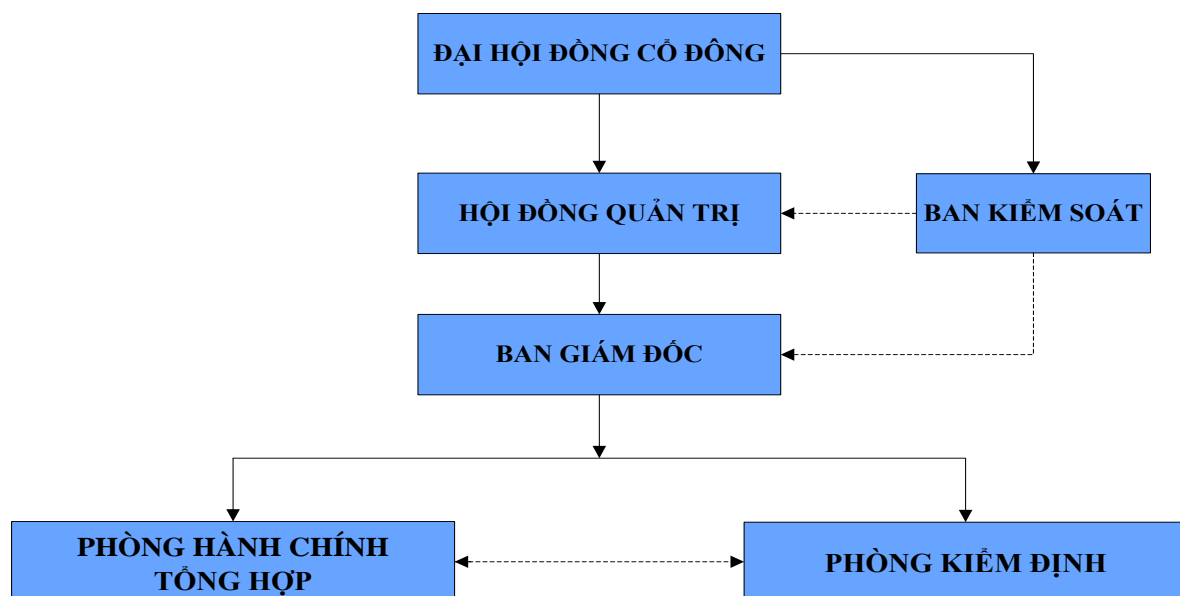 ĐẠI HỘI ĐỒNG CỔ ĐÔNG
HỘI ĐỒNG QUẢN TRỊ
BAN KIỂM SOÁT
BAN GIÁM ĐỐC
PHÒNG HÀNH CHÍNH
TỔNG HỢP
PHÒNG KIỂM ĐỊNH